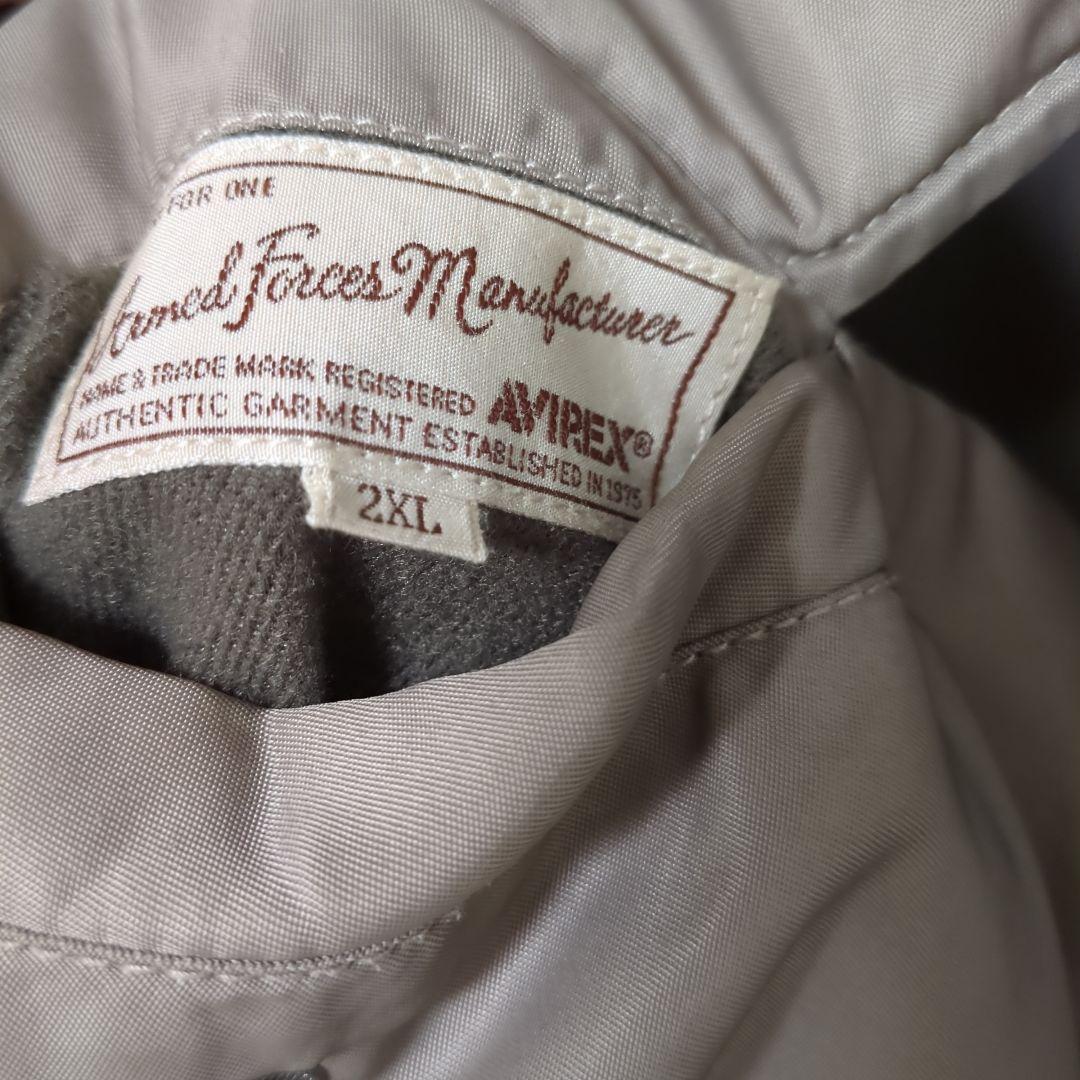 FOR ONE
Armed Forces Manufacturer
NAME & TRADE MARK REGISTERED AVIREX®
AUTHENTIC GARMENT ESTABLISHED IN 1975
2XL